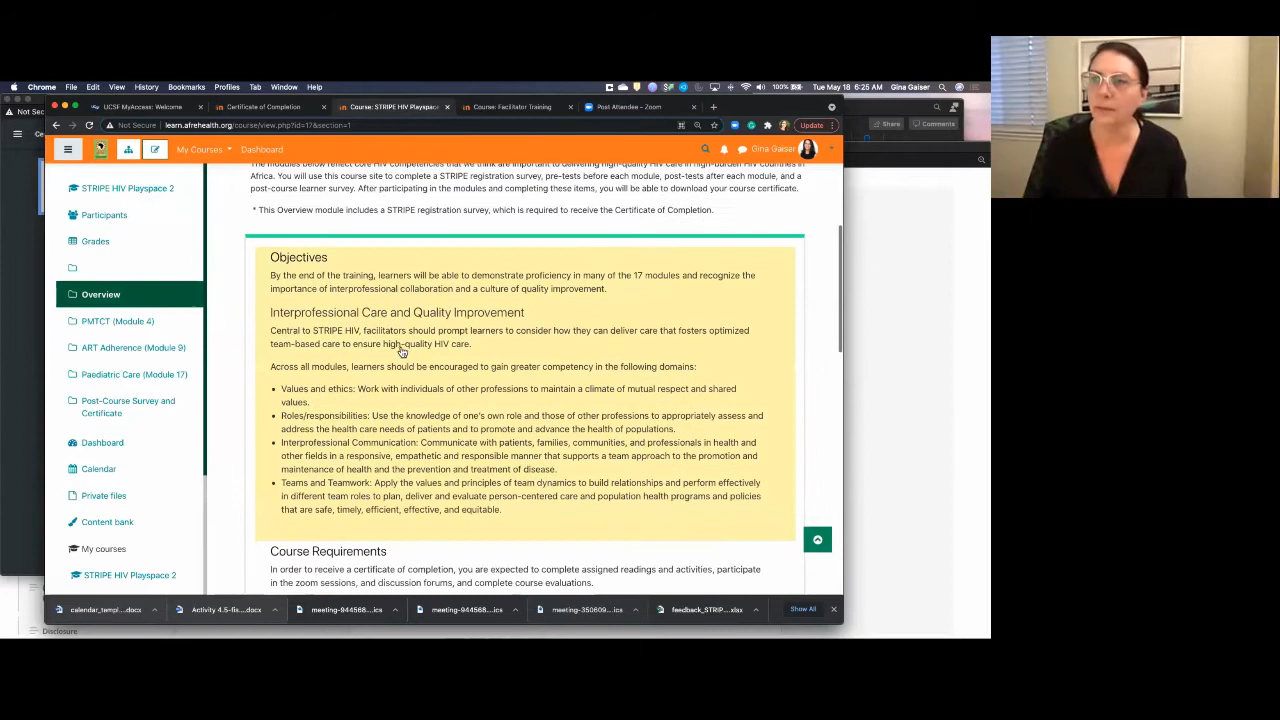 Chrome File Edit View History Bookmarks Profiles Tab Window Help
100% Tue May 18 6:25 AM Gina Gaiser
UCSF MyAccess: Welcome
Certificate of Completion
Course: STRIPE HIV Playspac
Course: Facilitator Training
Post Attendee - Zoom
Not Secure learn.afrehealth.org/course/view.php?id=17&section=1
Update
Share
Comments
My Courses
Dashboard
Gina Gaiser
The modules below reflect core HIV competencies that we think are important to delivering high-quality HIV care in high-burden HIV countries in
Africa. You will use this course site to complete a STRIPE registration survey, pre-tests before each module, post-tests after each module, and a
post-course learner survey. After participating in the modules and completing these items, you will be able to download your course certificate.
* This Overview module includes a STRIPE registration survey, which is required to receive the Certificate of Completion.
STRIPE HIV Playspace 2
Participants
Grades
Overview
PMTCT (Module 4)
ART Adherence (Module 9)
Paediatric Care (Module 17)
Post-Course Survey and
Certificate
Dashboard
Calendar
Private files
Content bank
My courses
STRIPE HIV Playspace 2
Objectives
By the end of the training, learners will be able to demonstrate proficiency in many of the 17 modules and recognize the
importance of interprofessional collaboration and a culture of quality improvement.
Interprofessional Care and Quality Improvement
Central to STRIPE HIV, facilitators should prompt learners to consider how they can deliver care that fosters optimized
team-based care to ensure high-quality HIV care.
Across all modules, learners should be encouraged to gain greater competency in the following domains:
• Values and ethics: Work with individuals of other professions to maintain a climate of mutual respect and shared
values.
• Roles/responsibilities: Use the knowledge of one's own role and those of other professions to appropriately assess and
address the health care needs of patients and to promote and advance the health of populations.
• Interprofessional Communication: Communicate with patients, families, communities, and professionals in health and
other fields in a responsive, empathetic and responsible manner that supports a team approach to the promotion and
maintenance of health and the prevention and treatment of disease.
• Teams and Teamwork: Apply the values and principles of team dynamics to build relationships and perform effectively
in different team roles to plan, deliver and evaluate person-centered care and population health programs and policies
that are safe, timely, efficient, effective, and equitable.
Course Requirements
In order to receive a certificate of completion, you are expected to complete assigned readings and activities, participate
in the zoom sessions, and discussion forums, and complete course evaluations.
calendar_templ....docx
Activity 4.5-fis....docx
meeting-944568....ics
meeting-944568....ics
meeting-350609....ics
feedback_STRIP....xlsx
Show All
Disclosure